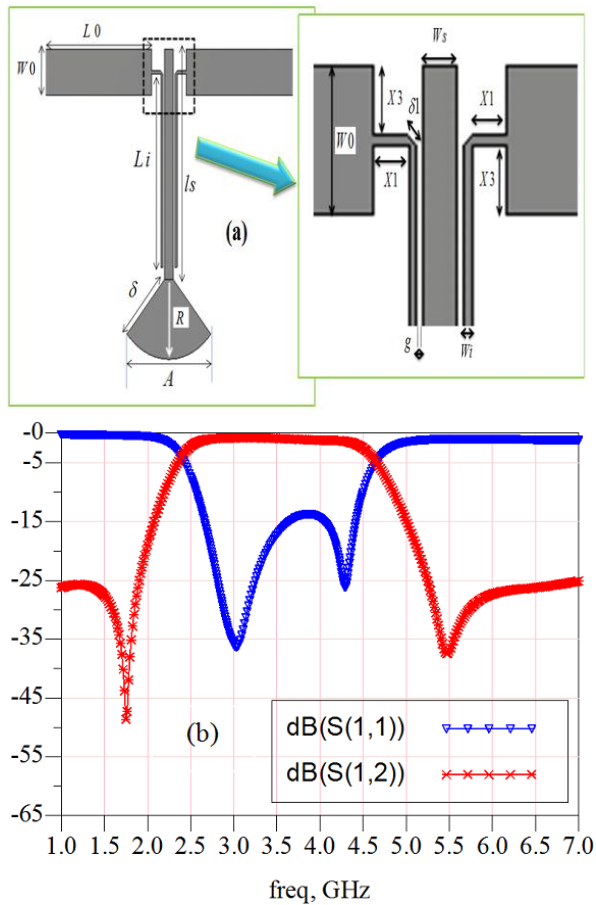 L0
W0
Li
ls
(a)
δ
R
A
Ws
X3
δ1
X1
W0
X1
X3
g
Wi
-0
-5
-15
-25
-35
-45
-55
-65
(b)
dB(S(1,1))
dB(S(1,2))
1.0 1.5 2.0 2.5 3.0 3.5 4.0 4.5 5.0 5.5 6.0 6.5 7.0
freq, GHz